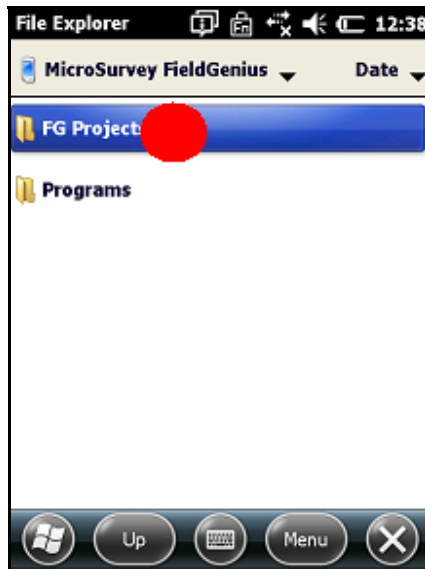 File Explorer 12:38
MicroSurvey FieldGenius Date
FG Project
Programs
Up Menu